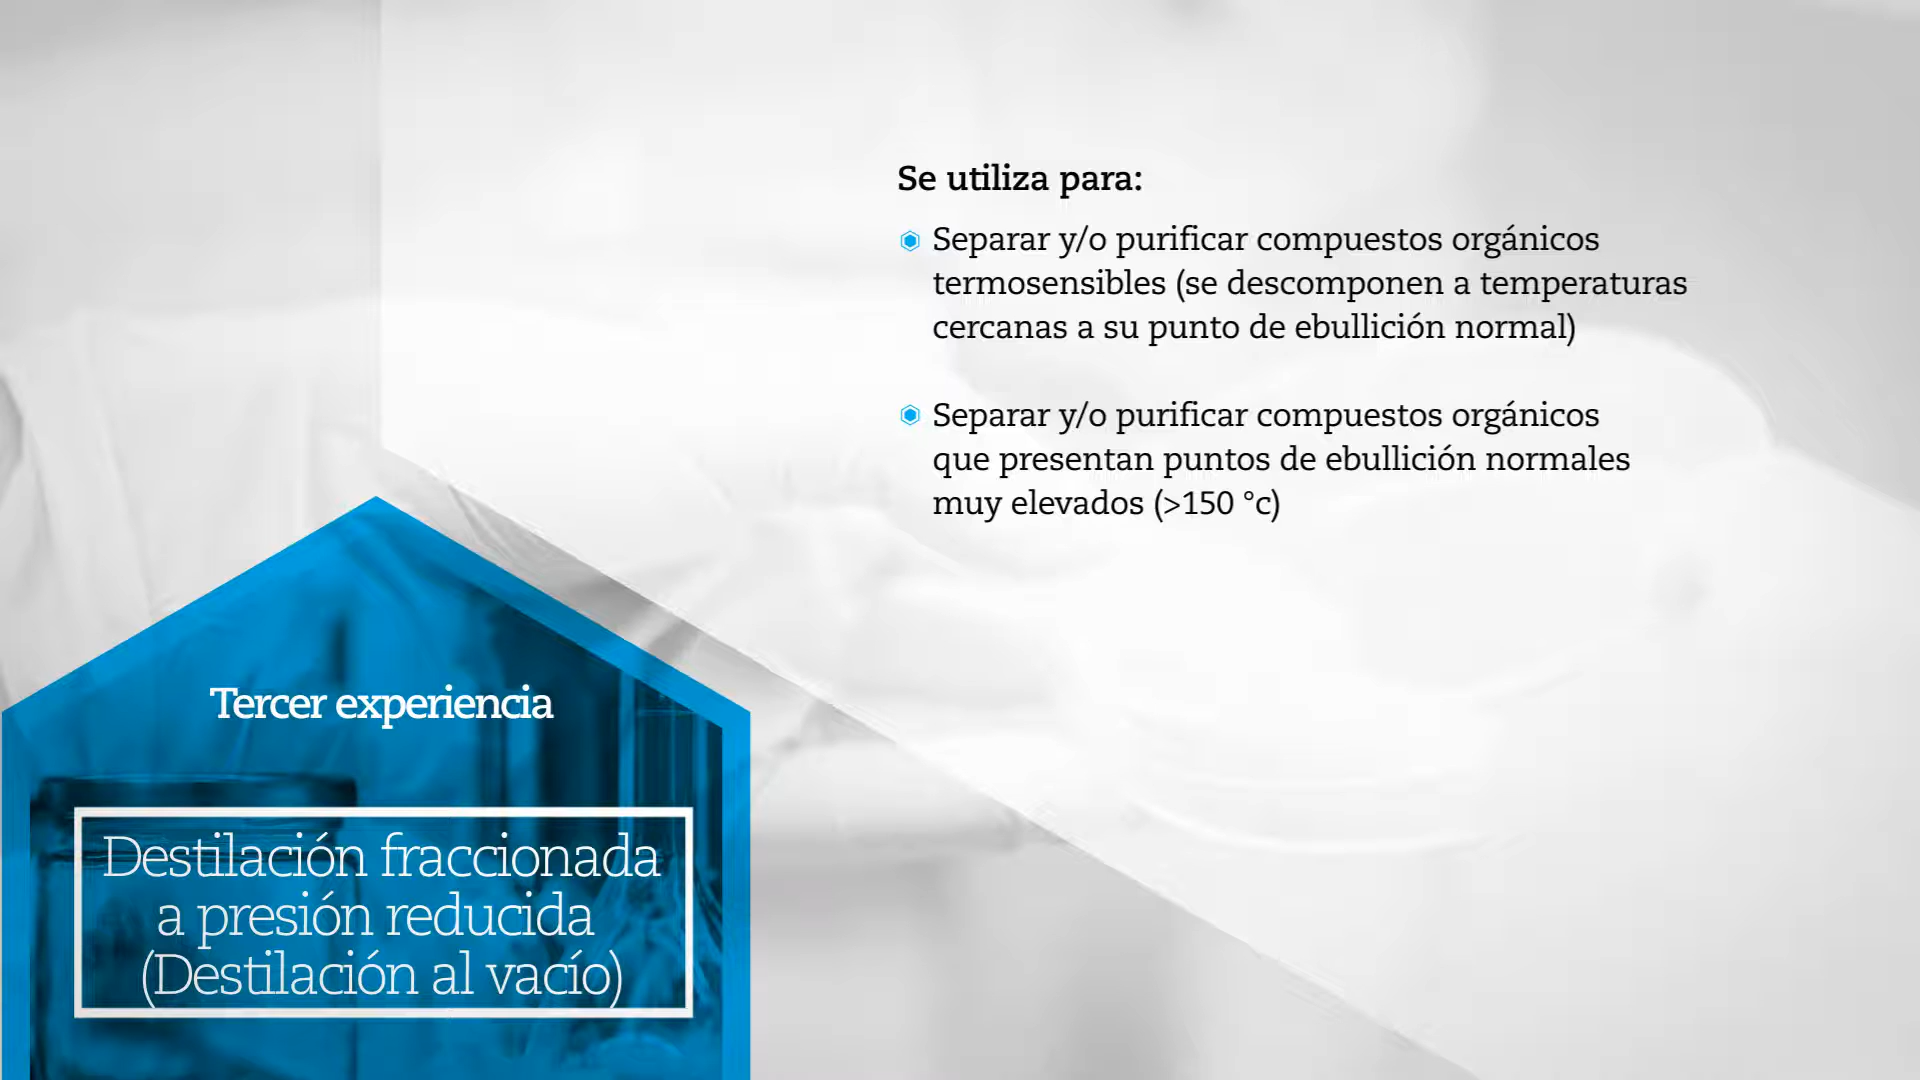 Se utiliza para:
Separar y/o purificar compuestos orgánicos
termosensibles (se descomponen a temperaturas
cercanas a su punto de ebullición normal)
Separar y/o purificar compuestos orgánicos
que presentan puntos de ebullición normales
muy elevados (>150 °c)
Tercer experiencia
Destilación fraccionada
a presión reducida
(Destilación al vacío)